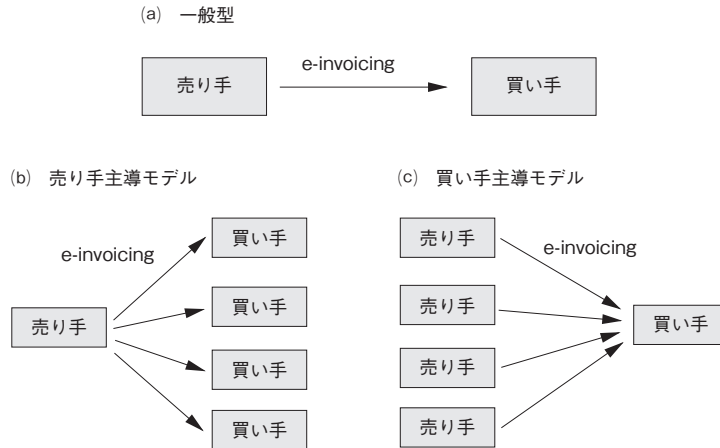 (a) 一般型
売り手
e-invoicing
買い手
(b) 売り手主導モデル
e-invoicing
売り手
買い手
買い手
買い手
買い手
(c) 買い手主導モデル
売り手
売り手
売り手
売り手
e-invoicing
買い手